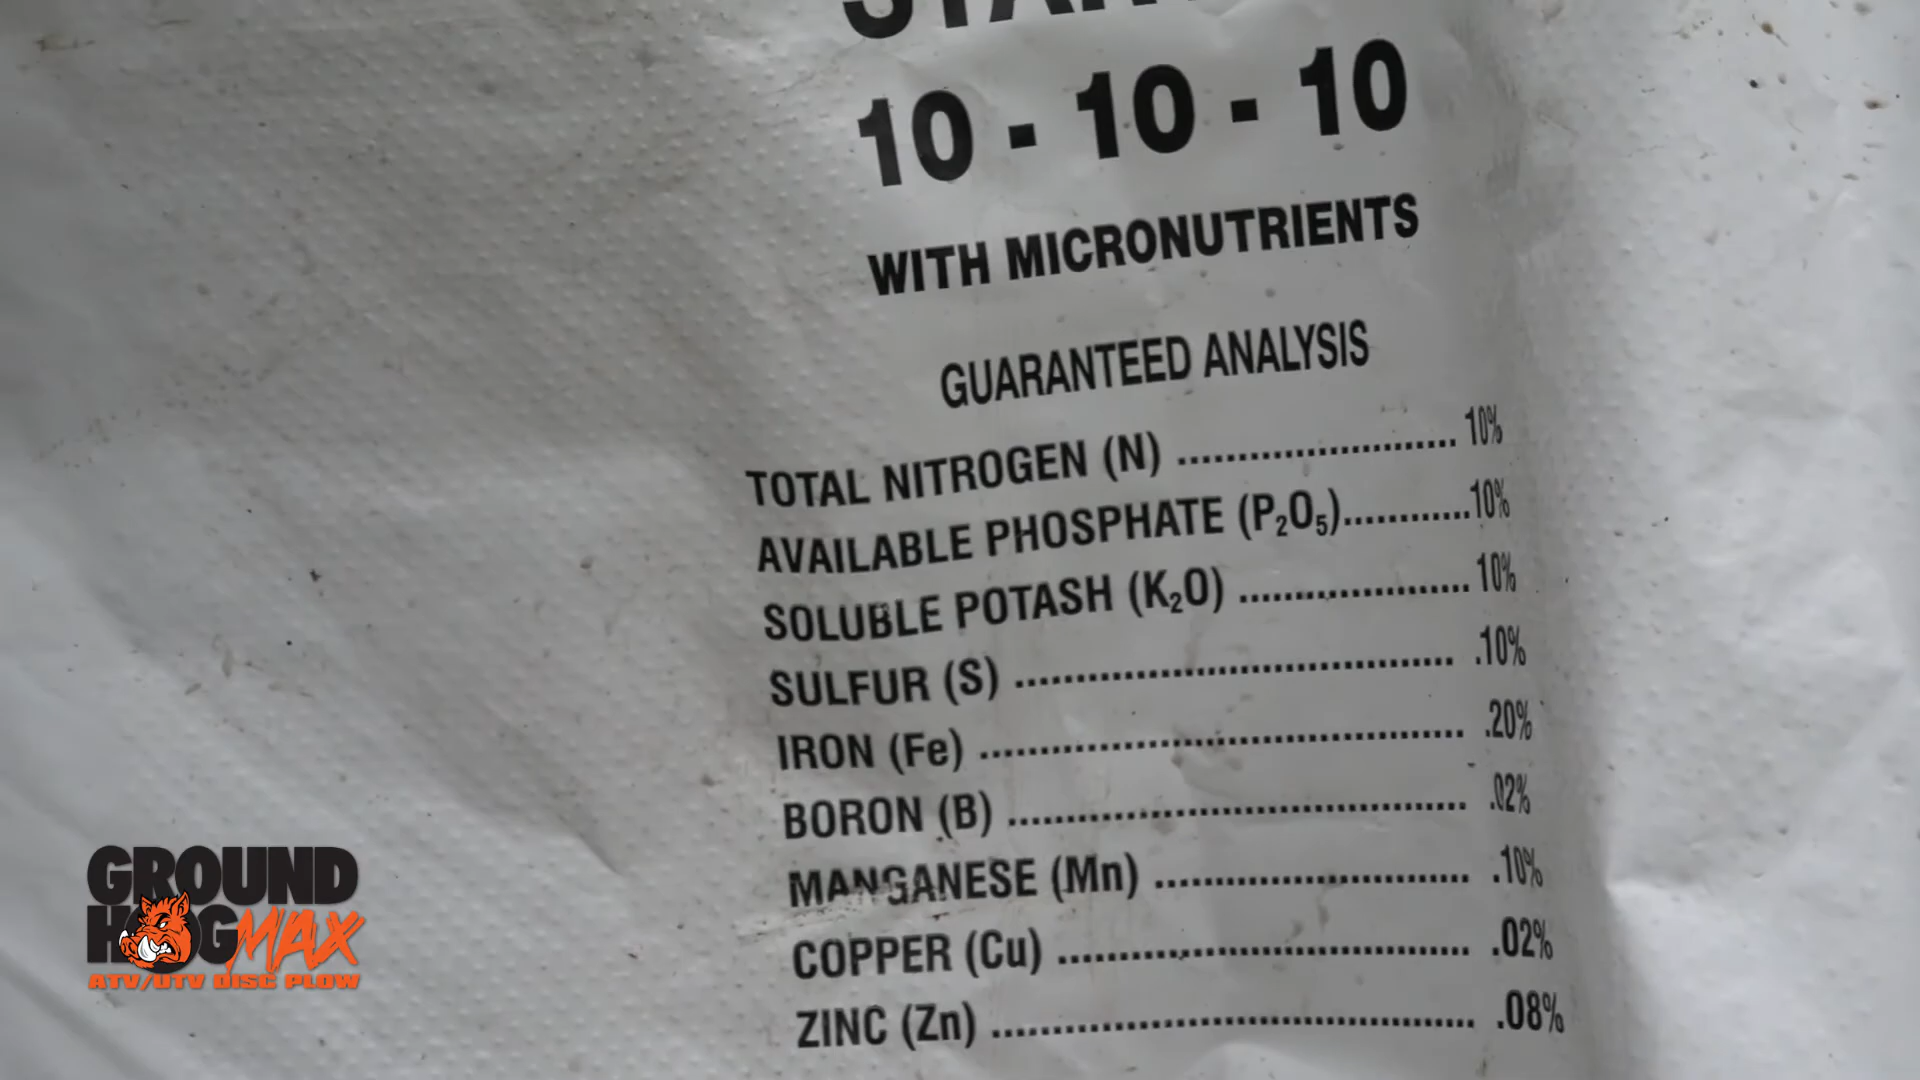 10 - 10 - 10
WITH MICRONUTRIENTS
GUARANTEED ANALYSIS
TOTAL NITROGEN (N) ........................ 10%
AVAILABLE PHOSPHATE (P₂O₅)............10%
SOLUBLE POTASH (K₂O) ..................... 10%
SULFUR (S) ........................................ .10%
IRON (Fe) ............................................ .20%
BORON (B) .......................................... .02%
MANGANESE (Mn) ............................. .10%
COPPER (Cu) ...................................... .02%
ZINC (Zn) ............................................ .08%
GROUND
HOG MAX
ATV/UTV DISC PLOW